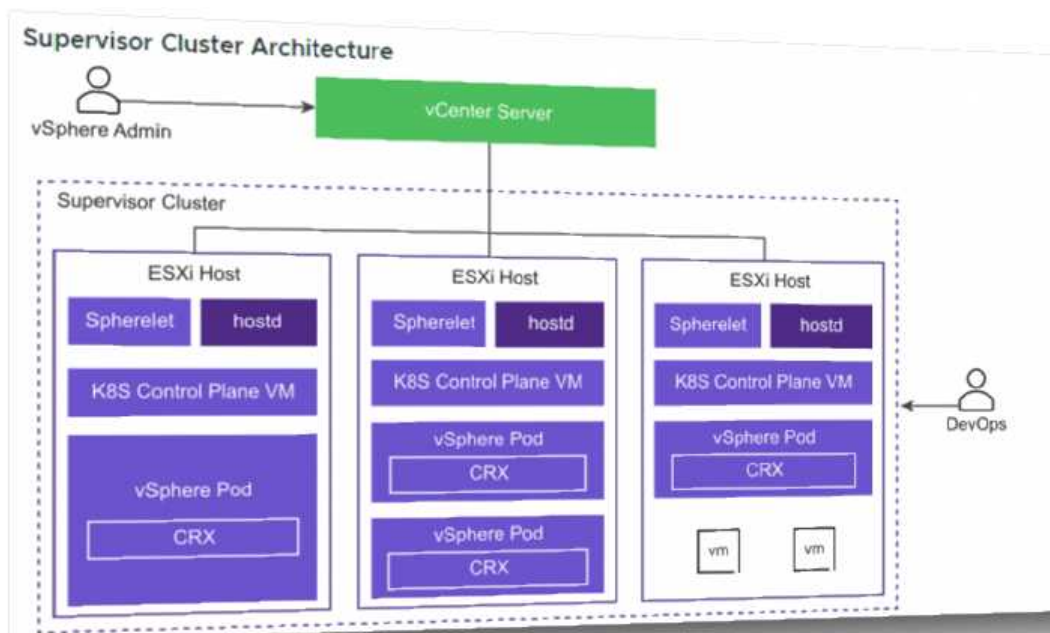 Supervisor Cluster Architecture
vSphere Admin
vCenter Server
Supervisor Cluster
ESXi Host
Spherelet
hostd
K8S Control Plane VM
vSphere Pod
CRX
ESXi Host
Spherelet
hostd
K8S Control Plane VM
vSphere Pod
CRX
vSphere Pod
CRX
ESXi Host
Spherelet
hostd
K8S Control Plane VM
vSphere Pod
CRX
vm
vm
DevOps